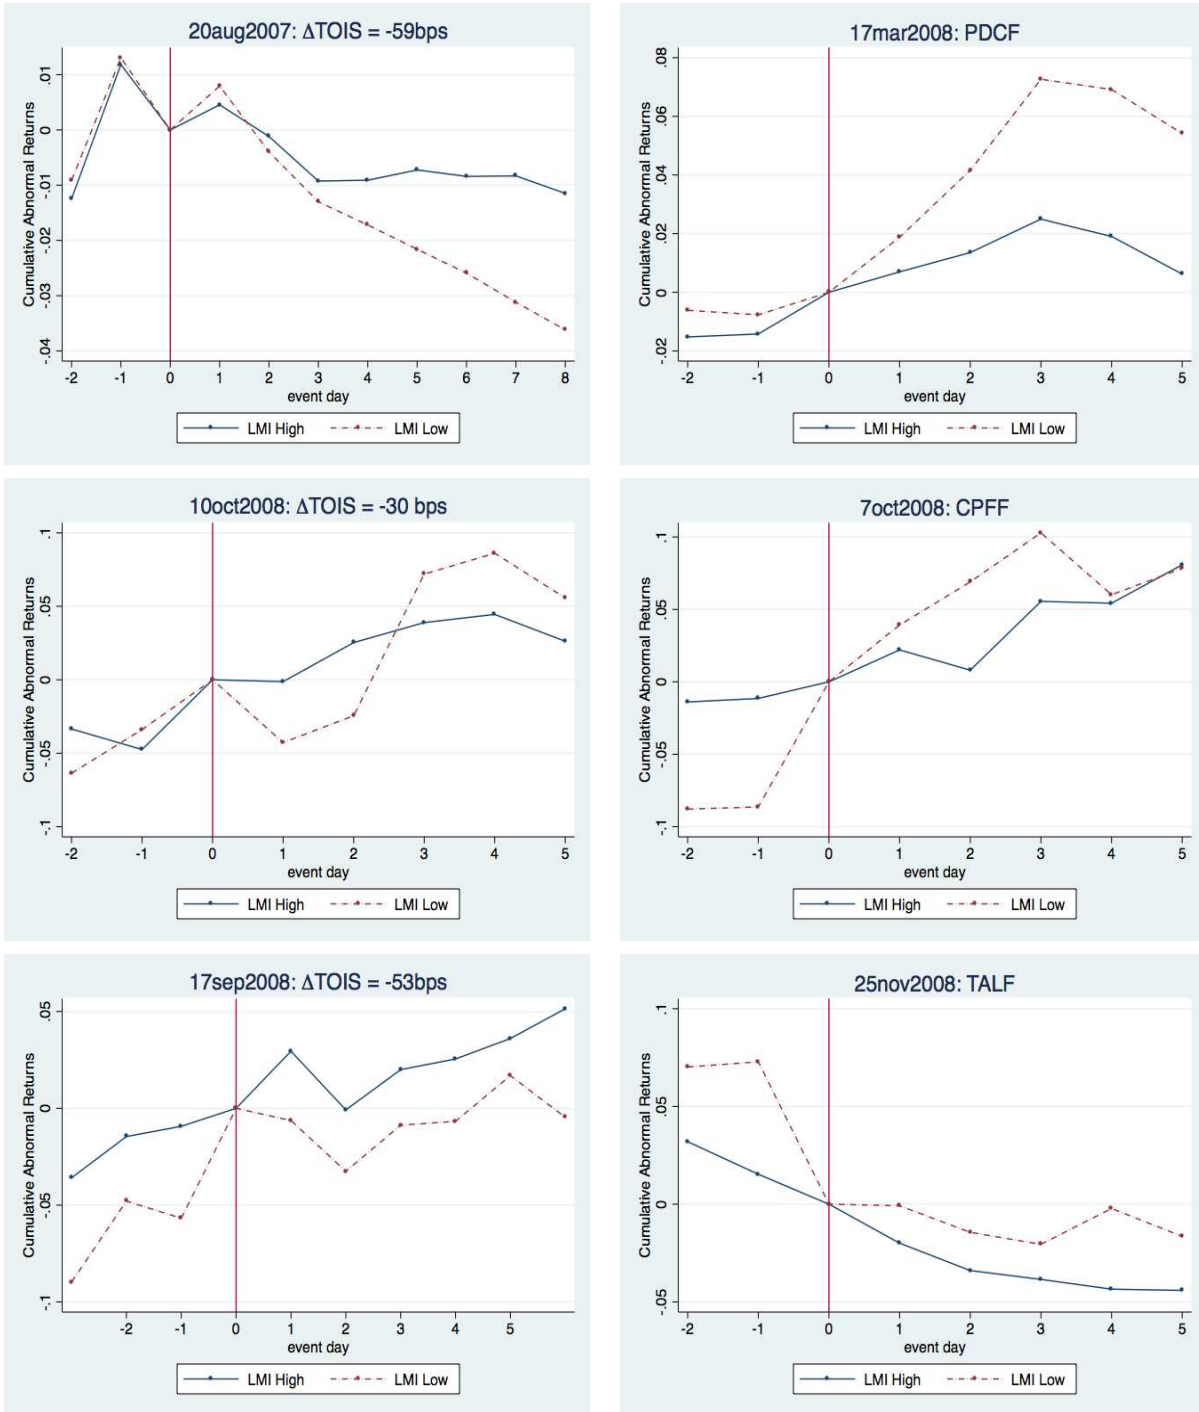 20aug2007: ΔTOIS = -59bps
Cumulative Abnormal Returns
.01
0
-.01
-.02
-.03
-.04
-2 -1 0 1 2 3 4 5 6 7 8
event day
LMI High LMI Low
17mar2008: PDCF
Cumulative Abnormal Returns
.08
.06
.04
.02
0
-.02
-2 -1 0 1 2 3 4 5
event day
LMI High LMI Low
10oct2008: ΔTOIS = -30 bps
Cumulative Abnormal Returns
.1
.05
0
-.05
-.1
-2 -1 0 1 2 3 4 5
event day
LMI High LMI Low
7oct2008: CPFF
Cumulative Abnormal Returns
.1
.05
0
-.05
-.1
-2 -1 0 1 2 3 4 5
event day
LMI High LMI Low
17sep2008: ΔTOIS = -53bps
Cumulative Abnormal Returns
.05
0
-.05
-.1
-2 -1 0 1 2 3 4 5
event day
LMI High LMI Low
25nov2008: TALF
Cumulative Abnormal Returns
.1
.05
0
-.05
-2 -1 0 1 2 3 4 5
event day
LMI High LMI Low